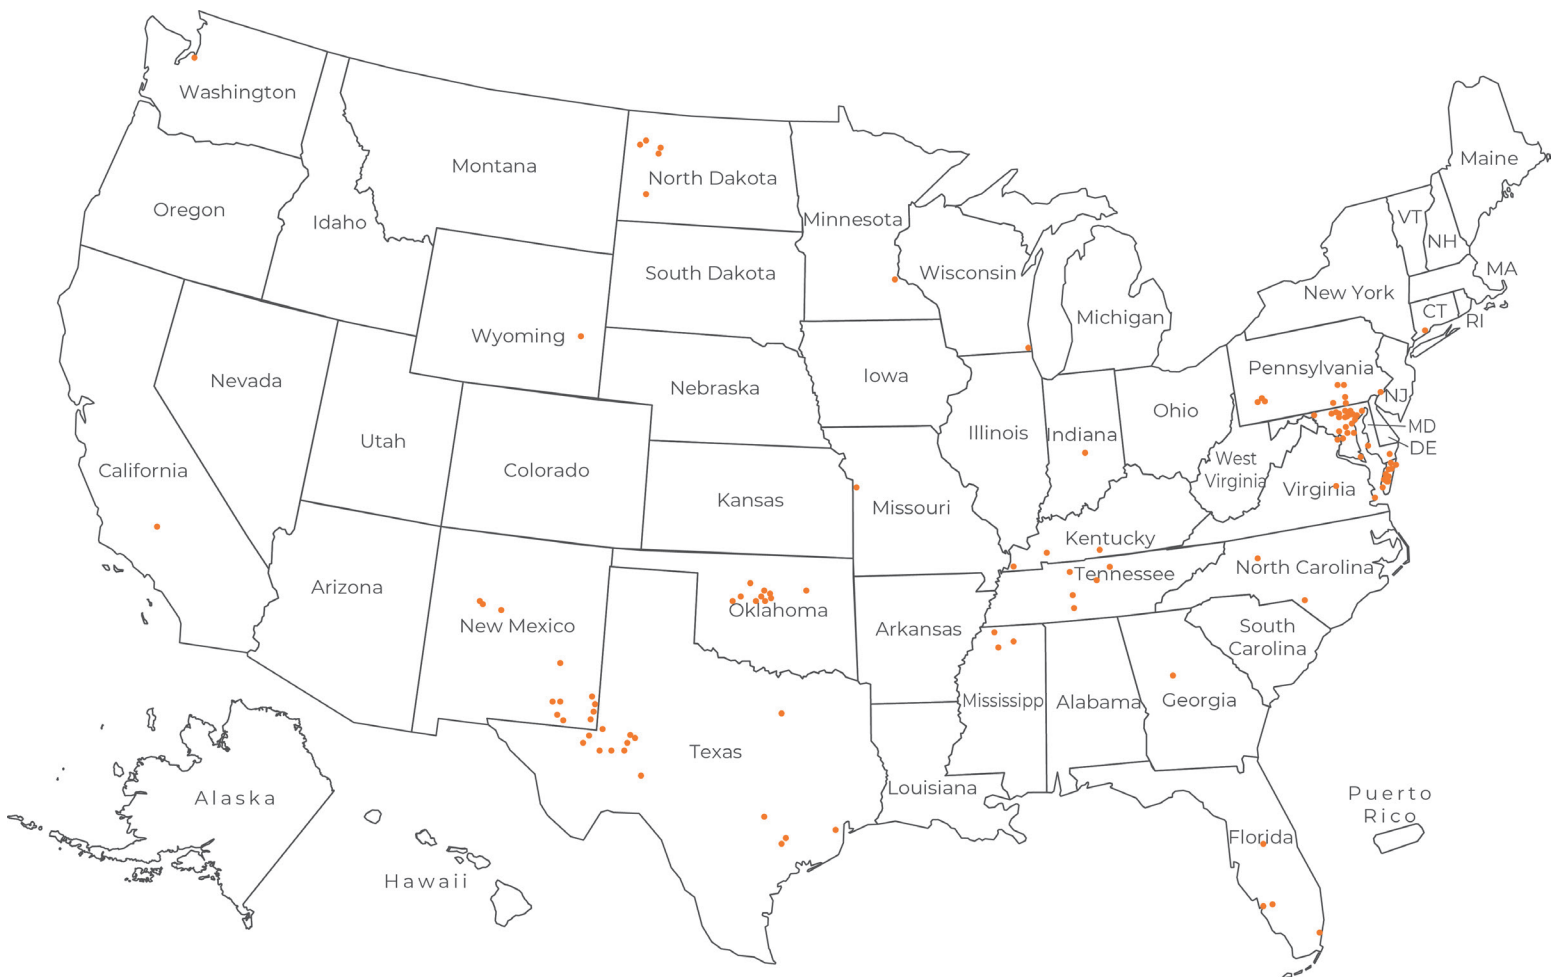 Washington
Montana
North Dakota
Maine
Oregon
Idaho
Minnesota
VT
NH
South Dakota
Wisconsin
MA
New York
CT
RI
Michigan
Wyoming
Nevada
Nebraska
Iowa
Pennsylvania
NJ
Ohio
Utah
Illinois
Indiana
MD
DE
California
Colorado
Kansas
Missouri
West
Virginia
Virginia
Kentucky
Arizona
Tennessee
North Carolina
New Mexico
Oklahoma
Arkansas
South
Carolina
Mississipp
Alabama
Georgia
Texas
Louisiana
Alaska
Puerto
Rico
Florida
Hawaii